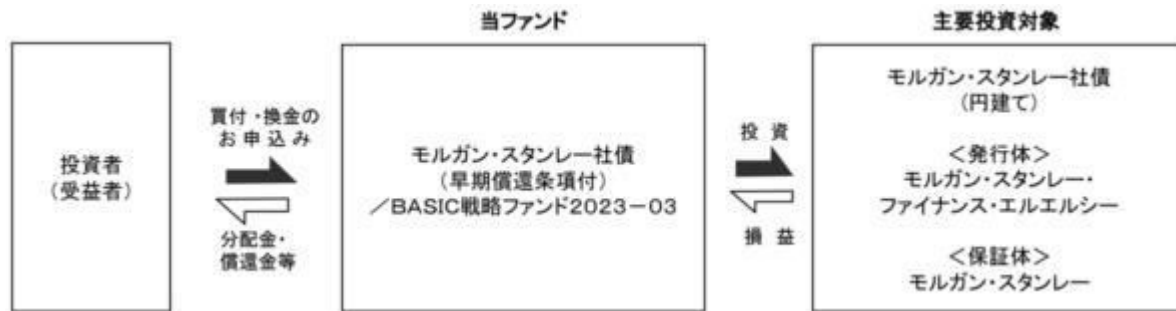 当ファンド
主要投資対象
投資者
（受益者）
買付・換金の
お申込み
分配金・
償還金等
モルガン・スタンレー社債
（早期償還条項付）
／BASIC戦略ファンド2023－03
投資
損益
モルガン・スタンレー社債
（円建て）
＜発行体＞
モルガン・スタンレー・
ファイナンス・エルエルシー
＜保証体＞
モルガン・スタンレー